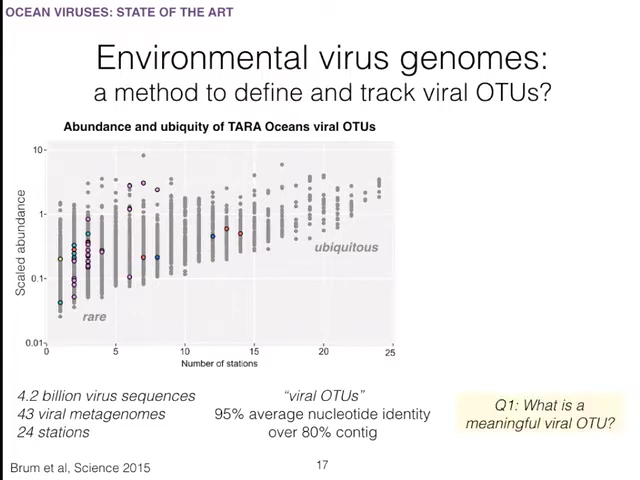 OCEAN VIRUSES: STATE OF THE ART
Environmental virus genomes:
a method to define and track viral OTUs?
Abundance and ubiquity of TARA Oceans viral OTUs
Scaled abundance
10
1
0.1
0.01
ubiquitous
rare
0 5 10 15 20 25
Number of stations
4.2 billion virus sequences
43 viral metagenomes
24 stations
“viral OTUs”
95% average nucleotide identity
over 80% contig
Q1: What is a
meaningful viral OTU?
Brum et al, Science 2015
17